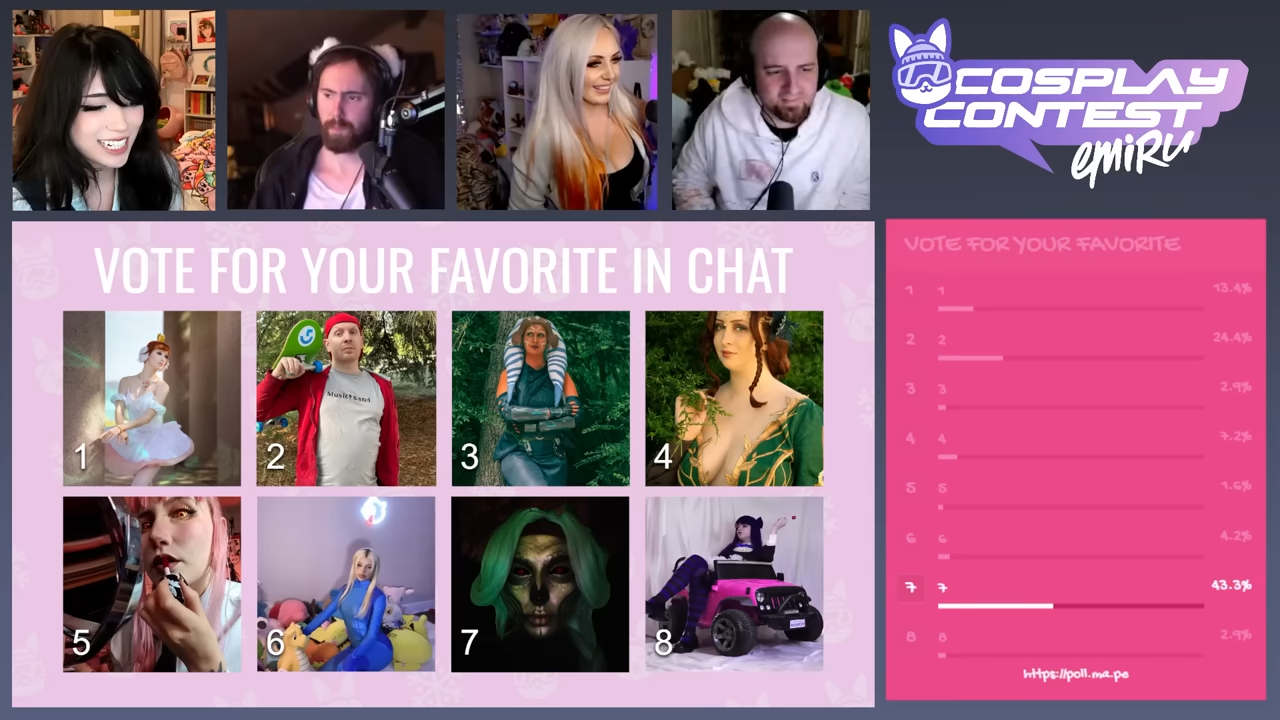 COSPLAY
CONTEST
emiru
VOTE FOR YOUR FAVORITE IN CHAT
1
2
Music Band
3
4
5
6
7
8
VOTE FOR YOUR FAVORITE
1 1 13.4%
2 2 24.4%
3 3 2.9%
4 4 7.2%
5 5 1.6%
6 6 4.2%
7 7 43.3%
8 8 2.9%
https://poll.ma.pe